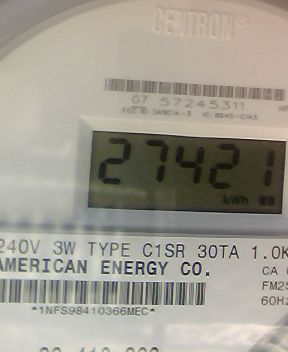 CENTRON®
07 57245311
27421
kWh
240V 3W TYPE C1SR 30TA 1.0K
AMERICAN ENERGY CO.
CA
FM2S
60Hz
*1NFS98410366MEC*